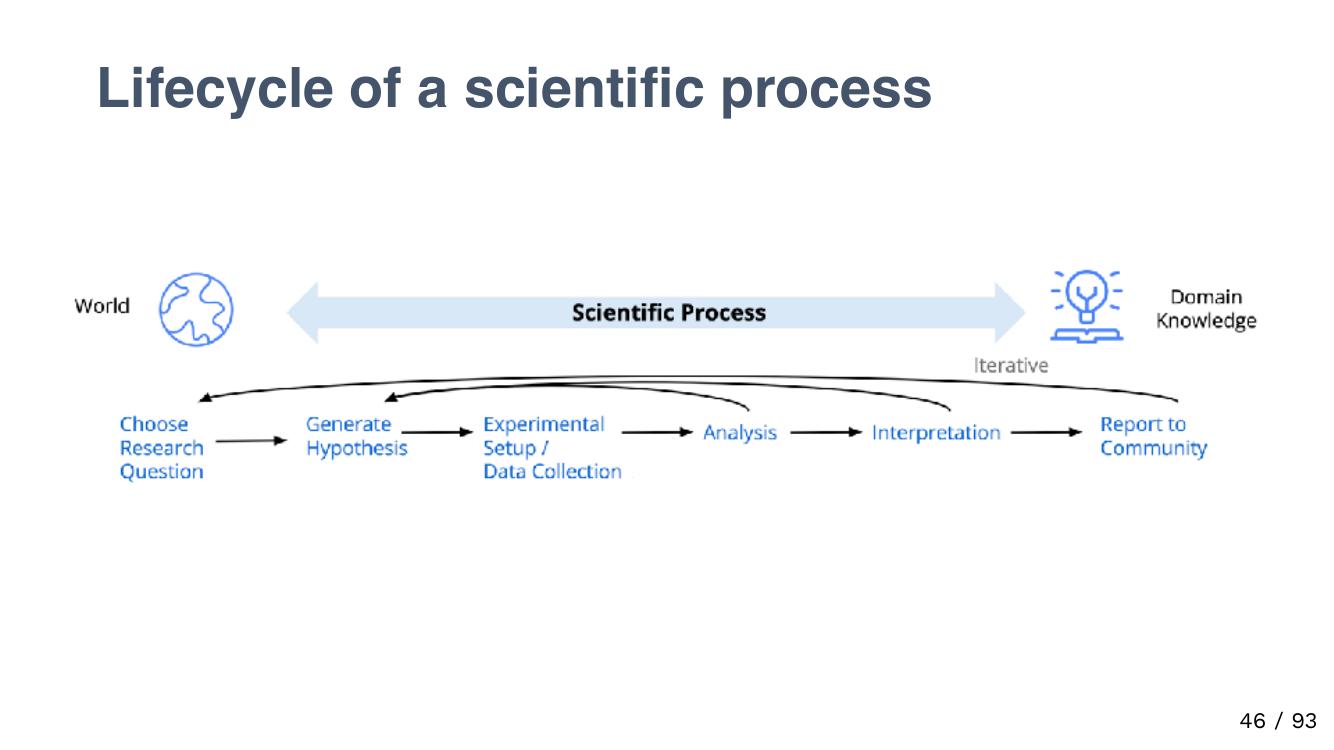 Lifecycle of a scientific process
World
Scientific Process
Domain
Knowledge
Iterative
Choose
Research
Question
Generate
Hypothesis
Experimental
Setup /
Data Collection
Analysis
Interpretation
Report to
Community
46 / 93